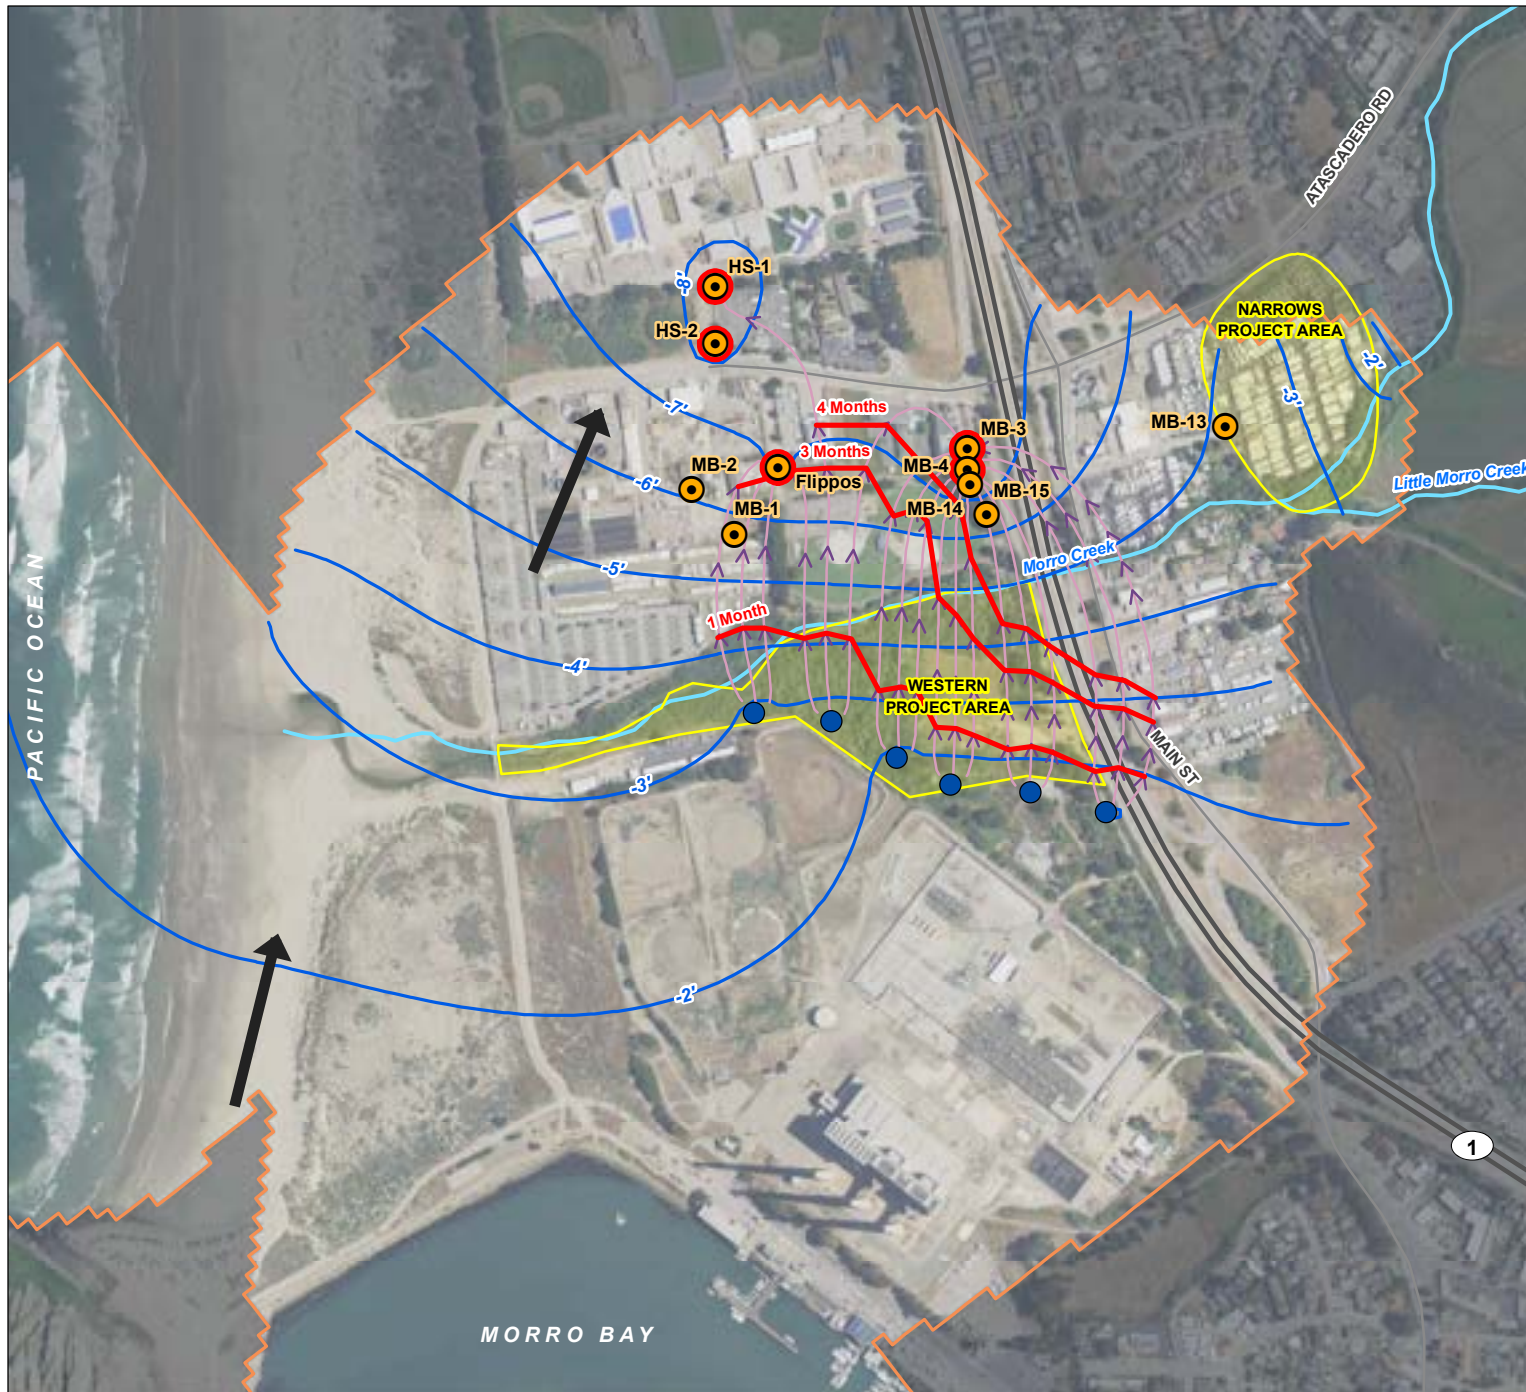 ATASCADERO RD
HS-1
-8'
HS-2
NARROWS
PROJECT AREA
-2'
-3'
-7'
4 Months
MB-3
MB-13
3 Months
MB-2
MB-4
Flippos
-6'
MB-15
Little Morro Creek
MB-14
MB-1
Morro Creek
-5'
PACIFIC OCEAN
1 Month
-4'
WESTERN
PROJECT AREA
MAIN ST
-3'
-2'
1
MORRO BAY